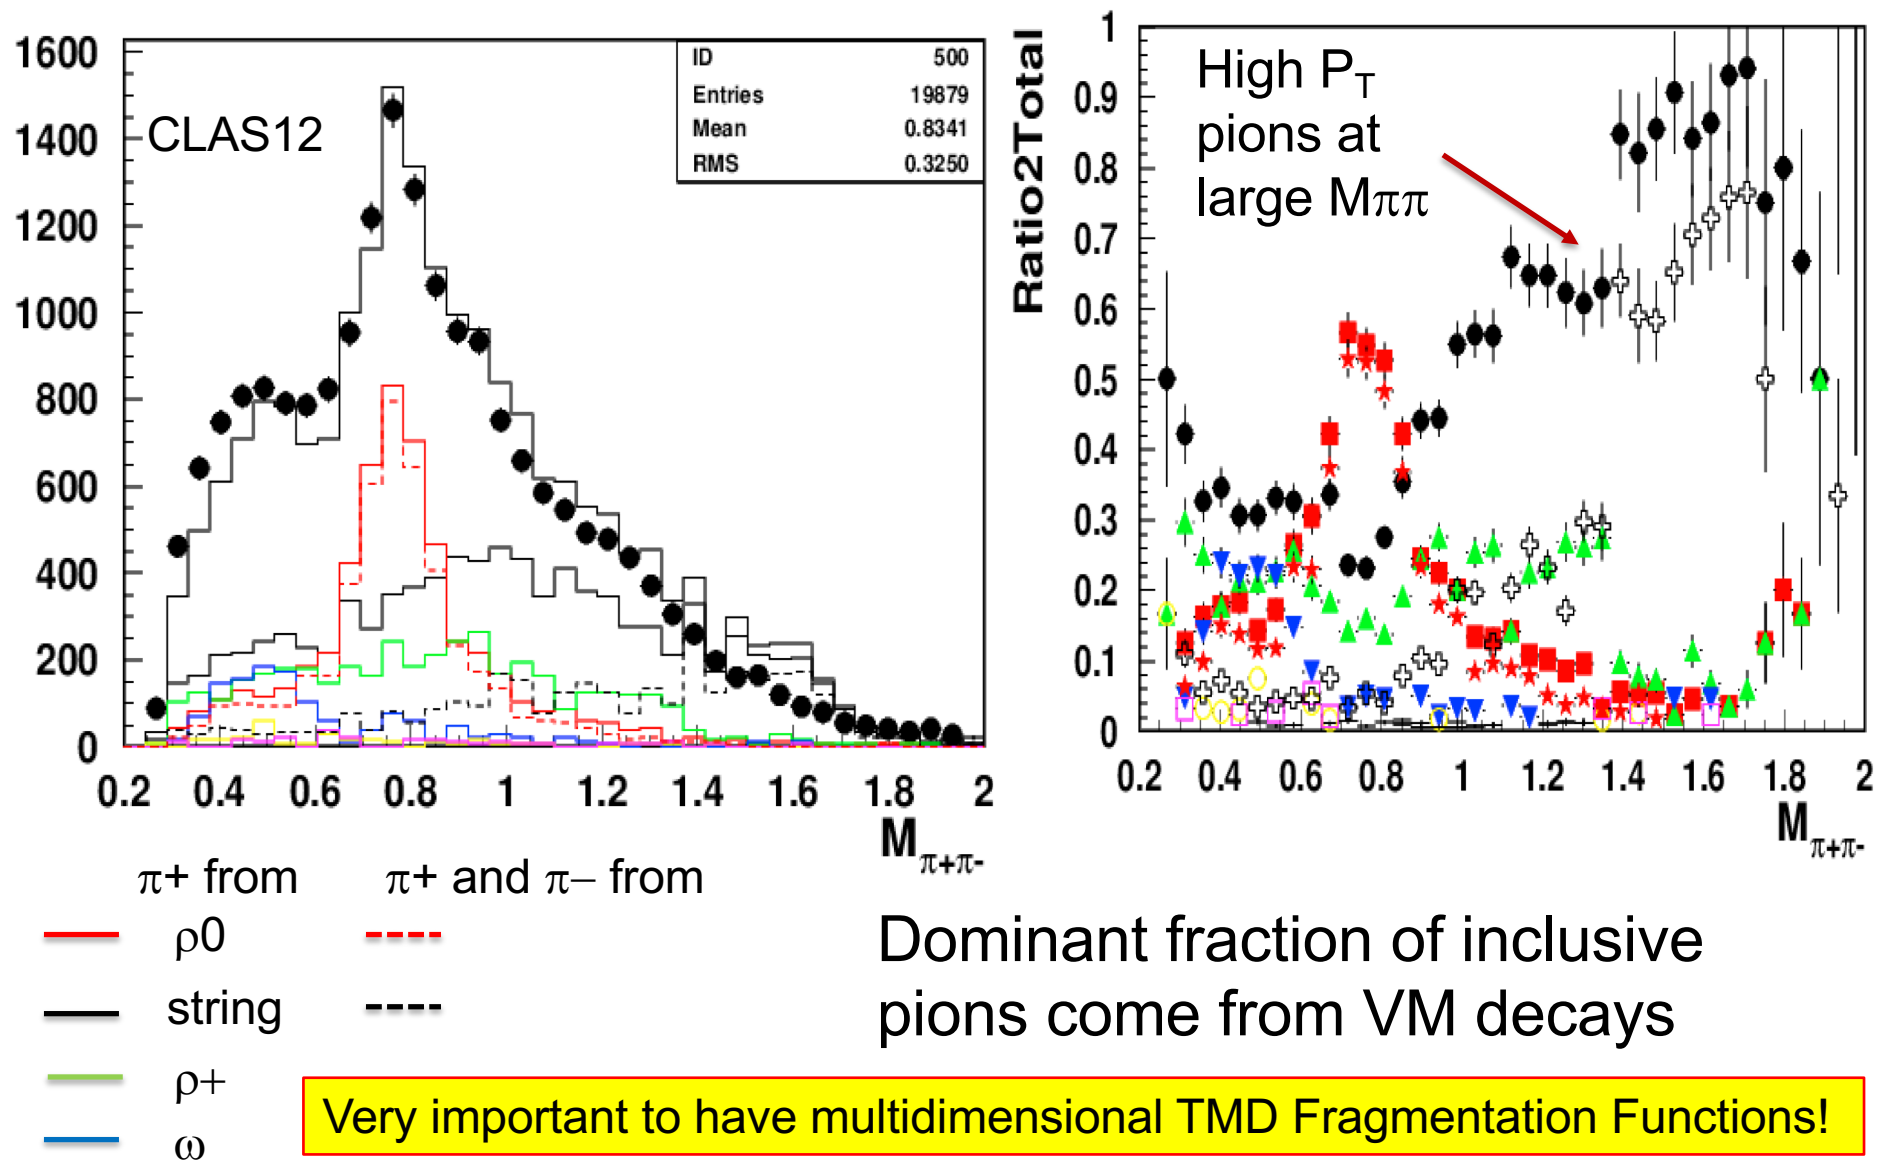 1600
1400
1200
1000
800
600
400
200
0
CLAS12
ID 500
Entries 19879
Mean 0.8341
RMS 0.3250
0.2 0.4 0.6 0.8 1 1.2 1.4 1.6 1.8 2
Mπ+π-
Ratio2Total
1
0.9
0.8
0.7
0.6
0.5
0.4
0.3
0.2
0.1
0
High PT
pions at
large Mππ
0.2 0.4 0.6 0.8 1 1.2 1.4 1.6 1.8 2
Mπ+π-
π+ from π+ and π− from
ρ0
string
ρ+
ω
Dominant fraction of inclusive
pions come from VM decays
Very important to have multidimensional TMD Fragmentation Functions!